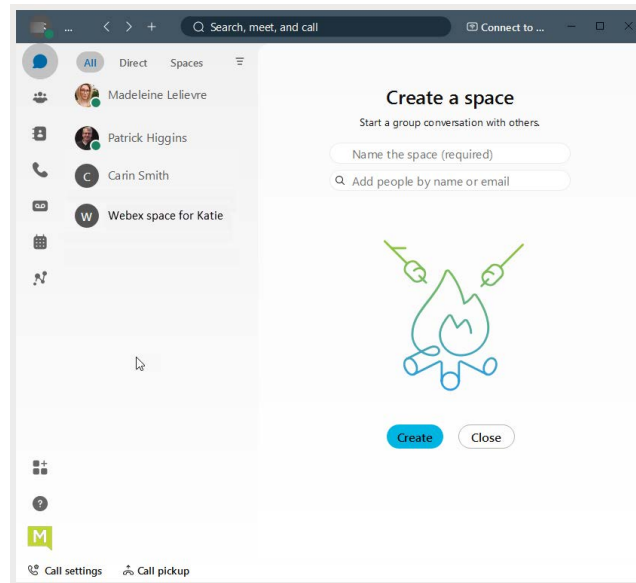 ... < > + Search, meet, and call Connect to ...
All Direct Spaces
Madeleine Lelievre
Patrick Higgins
C Carin Smith
W Webex space for Katie
Create a space
Start a group conversation with others.
Name the space (required)
Add people by name or email
Create Close
?
M
Call settings Call pickup